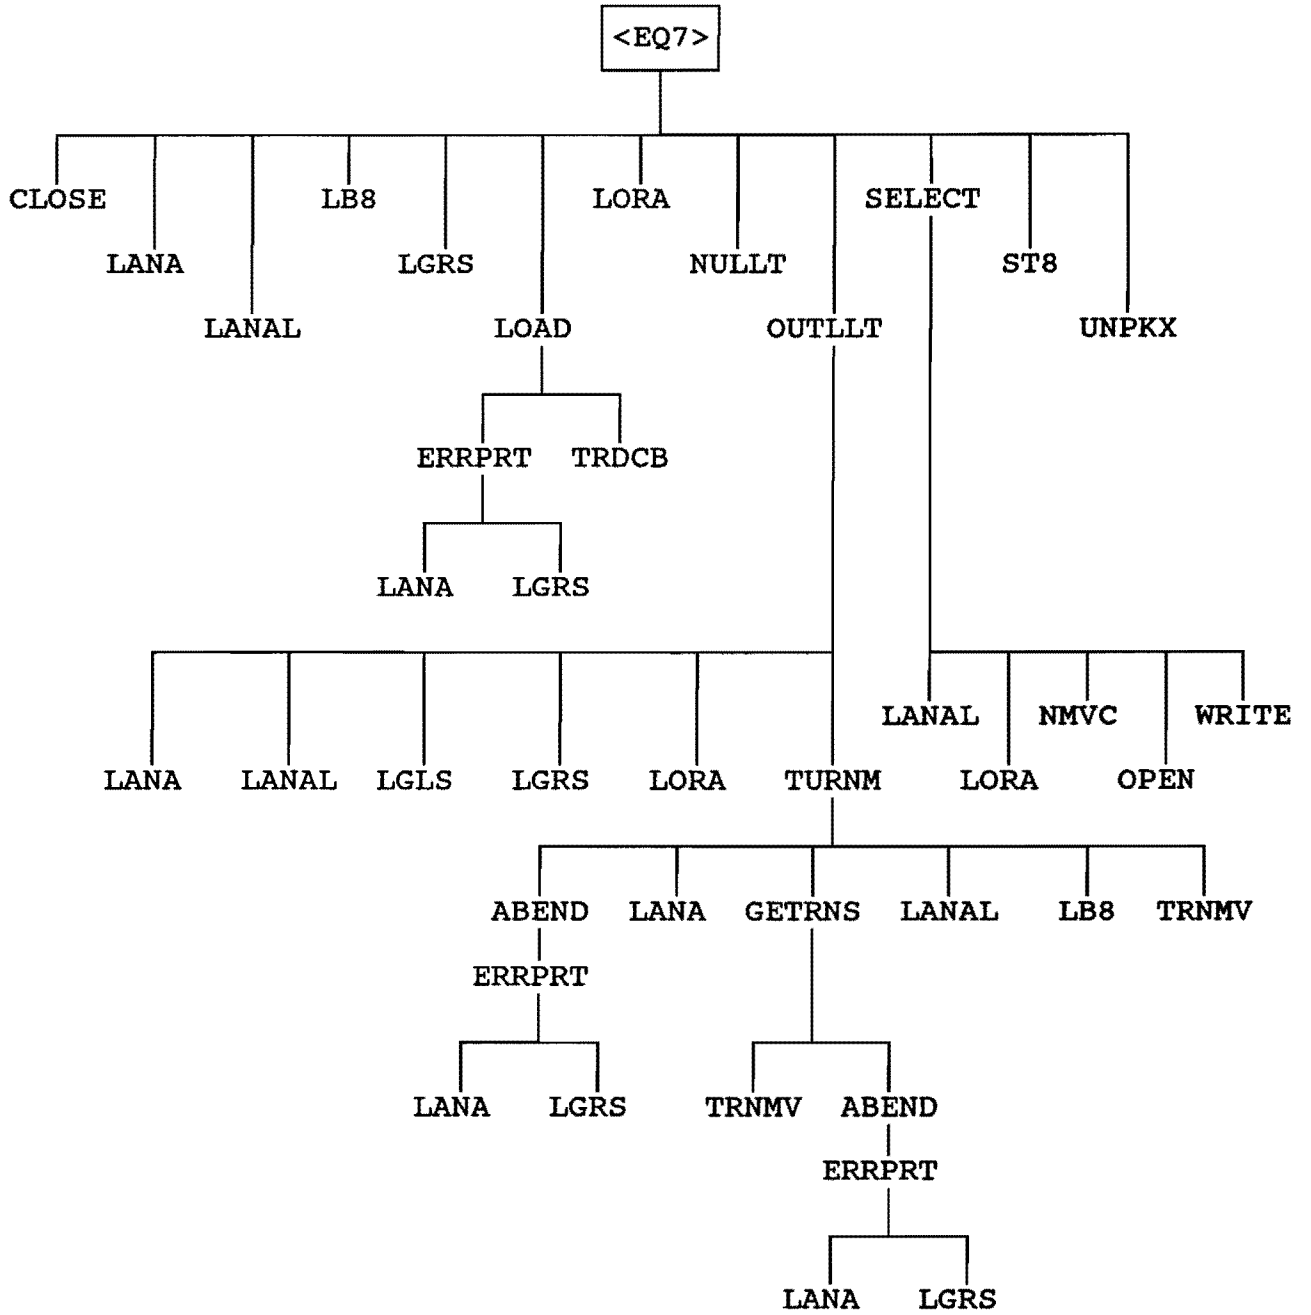 <EQ7>
CLOSE LB8 LORA SELECT
LANA LGRS NULLT ST8
LANAL LOAD OUTLLT UNPKX
ERRPRT TRDCB
LANA LGRS
LANAL NMVC WRITE
LANA LANAL LGLS LGRS LORA TURNM LORA OPEN
ABEND LANA GETRNS LANAL LB8 TRNMV
ERRPRT
LANA LGRS TRNMV ABEND
ERRPRT
LANA LGRS